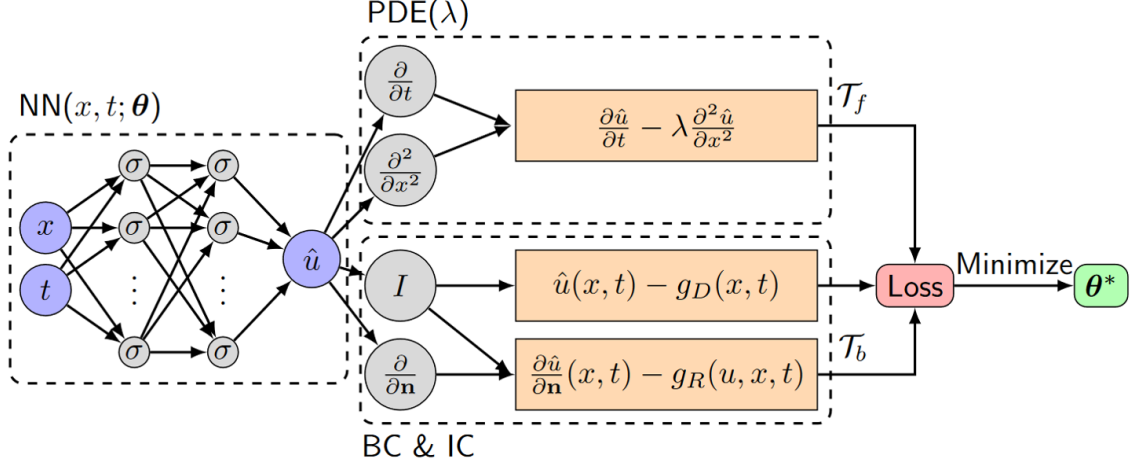 PDE(λ)
NN(x, t; θ)
∂/∂t
∂²/∂x²
∂û/∂t − λ ∂²û/∂x²
𝒯_f
σ σ
x
σ σ
t
⋮ ⋮
σ σ
û
I
û(x, t) − g_D(x, t)
Loss
Minimize
θ*
∂/∂n
∂û/∂n(x, t) − g_R(u, x, t)
𝒯_b
BC & IC